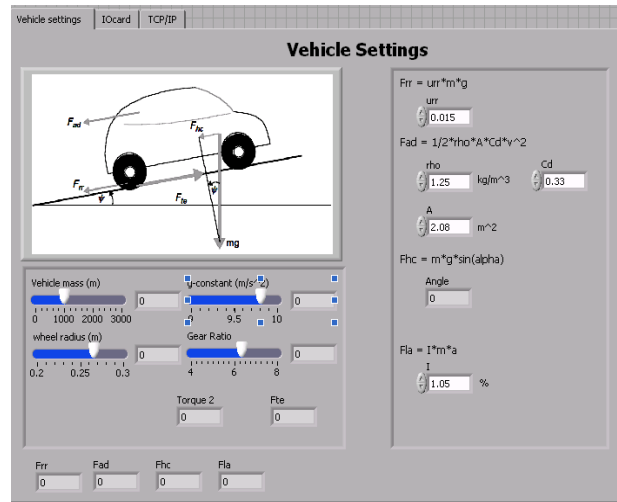 Vehicle settings IOcard TCP/IP
Vehicle Settings
Fad
Fhc
Frr
ψ
Fte
ψ
mg
Frr = urr*m*g
urr
0.015
Fad = 1/2*rho*A*Cd*v^2
rho Cd
1.25 kg/m^3 0.33
A
2.08 m^2
Fhc = m*g*sin(alpha)
Angle
0
Fla = I*m*a
I
1.05 %
Vehicle mass (m) g-constant (m/s^2)
0 0
0 1000 2000 3000 9 9.5 10
wheel radius (m) Gear Ratio
0 0
0.2 0.25 0.3 4 6 8
Torque 2 Fte
0 0
Frr Fad Fhc Fla
0 0 0 0